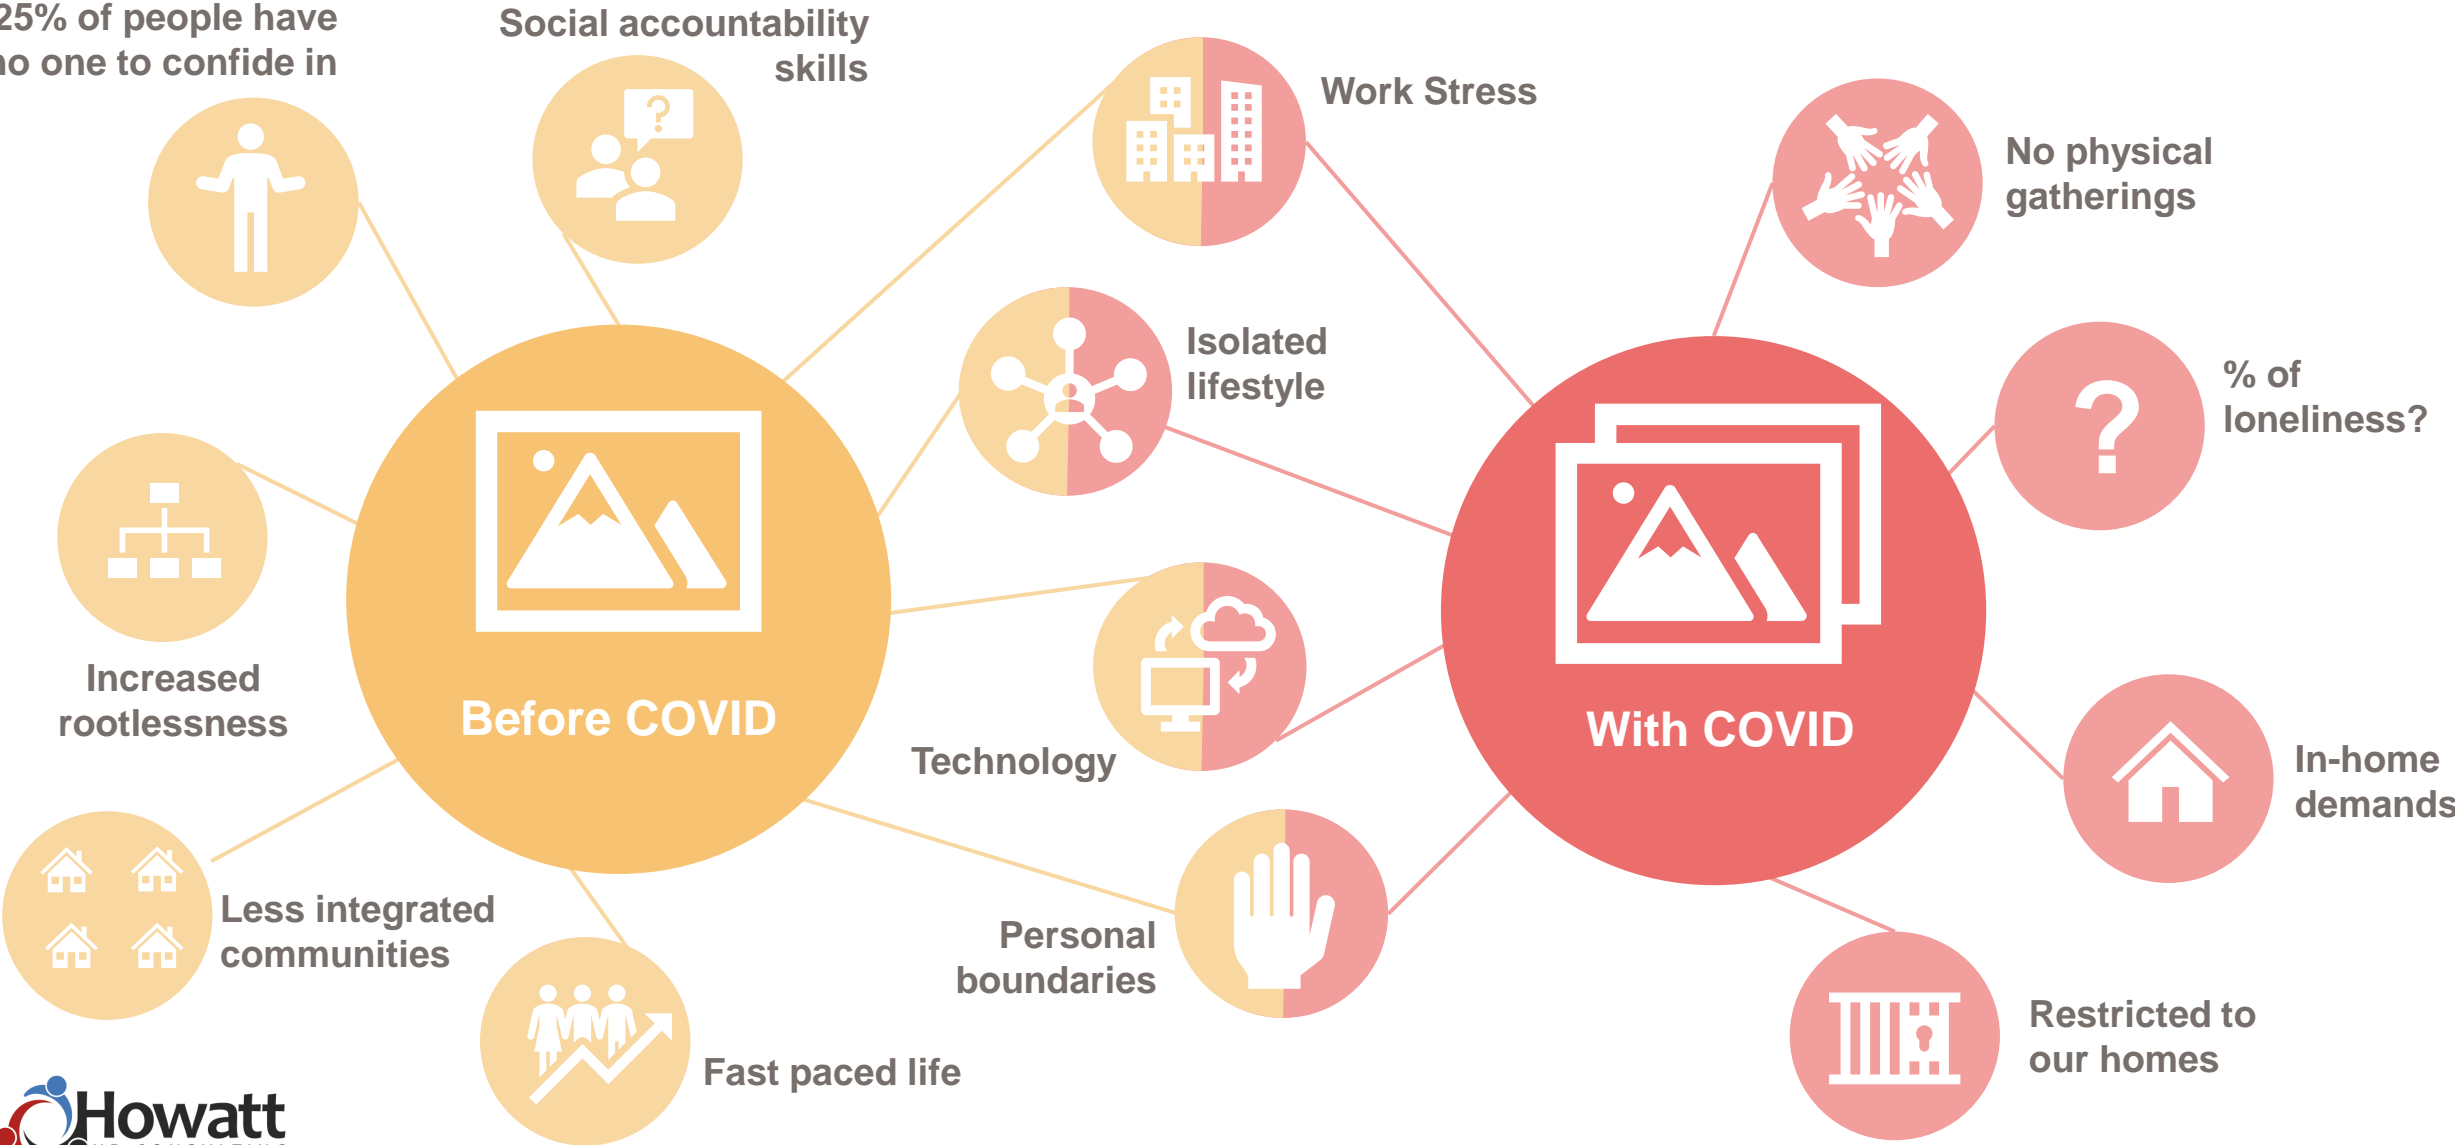 25% of people have
no one to confide in
Social accountability
skills
Work Stress
No physical
gatherings
Isolated
lifestyle
% of
loneliness?
?
?
Increased
rootlessness
Before COVID
With COVID
Technology
In-home
demands
Less integrated
communities
Personal
boundaries
Fast paced life
Restricted to
our homes
Howatt
HR CONSULTING